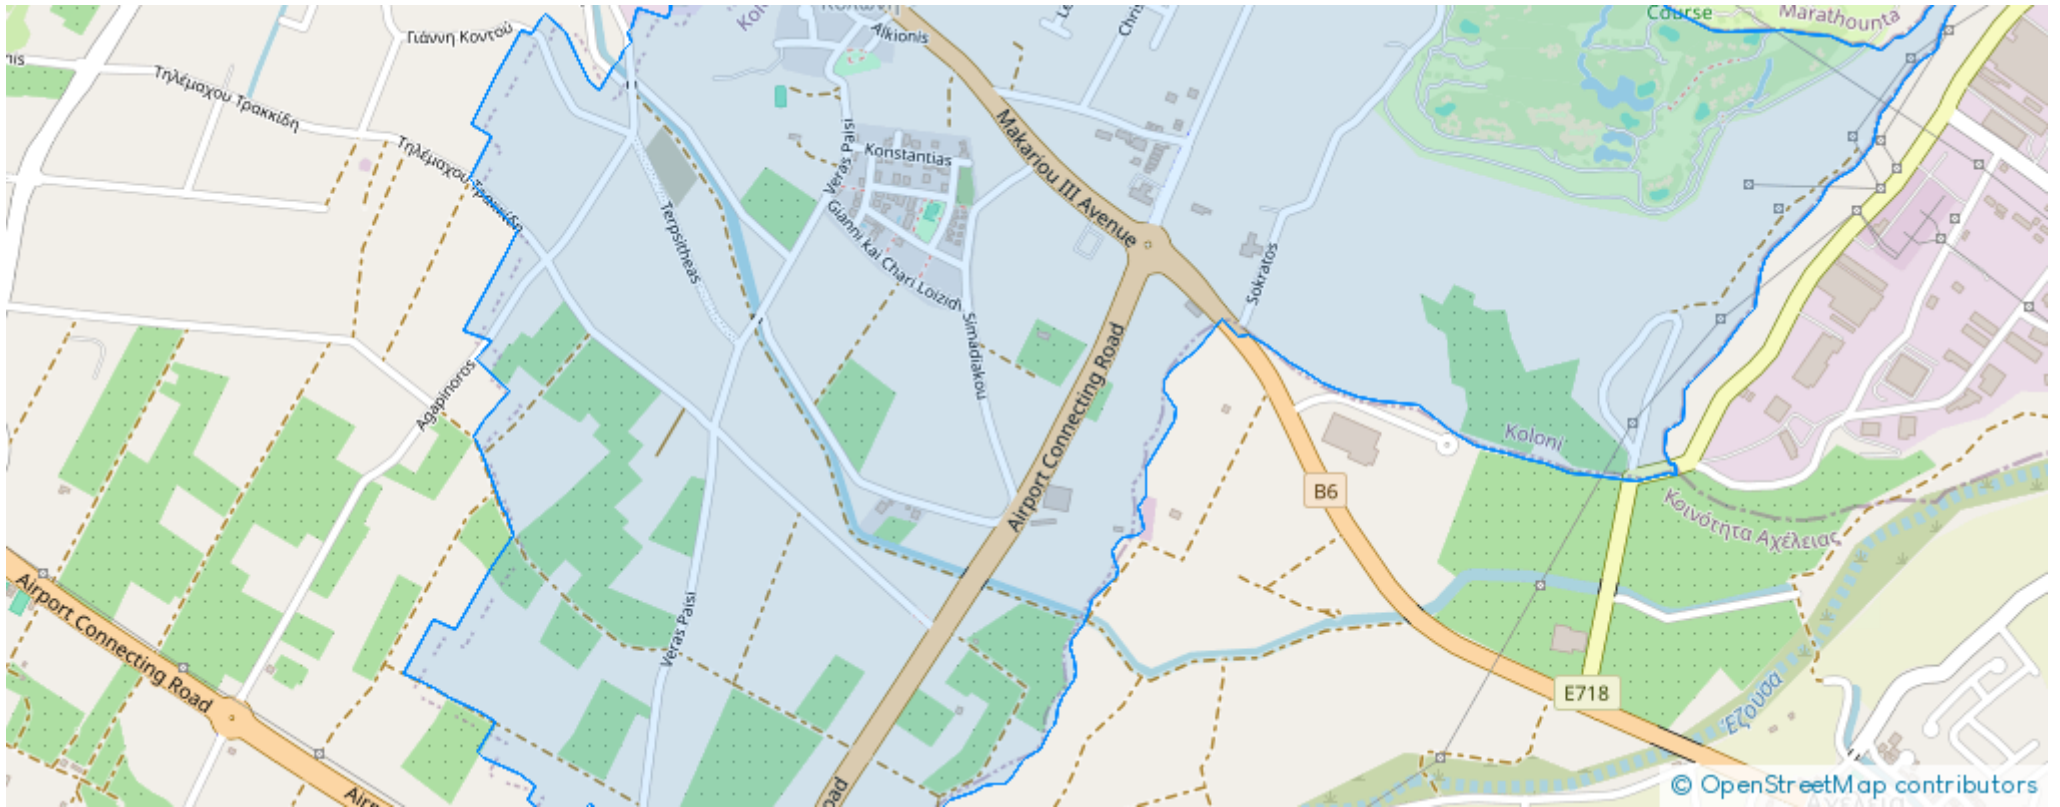 Course
Marathounta
Γιάννη Κοντού
Alkionis
nis
Τηλέμαχου Τρακκίδη
Τηλέμαχου Τρακκίδη
Makariou III Avenue
Veras Paisi
Konstantias
Terpsitheas
Gianni kai Chari Loizidi
Sokratos
Simadiakou
Agapinoros
Airport Connecting Road
Koloni
B6
Κοινότητα Αχέλειας
Airport Connecting Road
Veras Paisi
E718
Έζουσα
© OpenStreetMap contributors